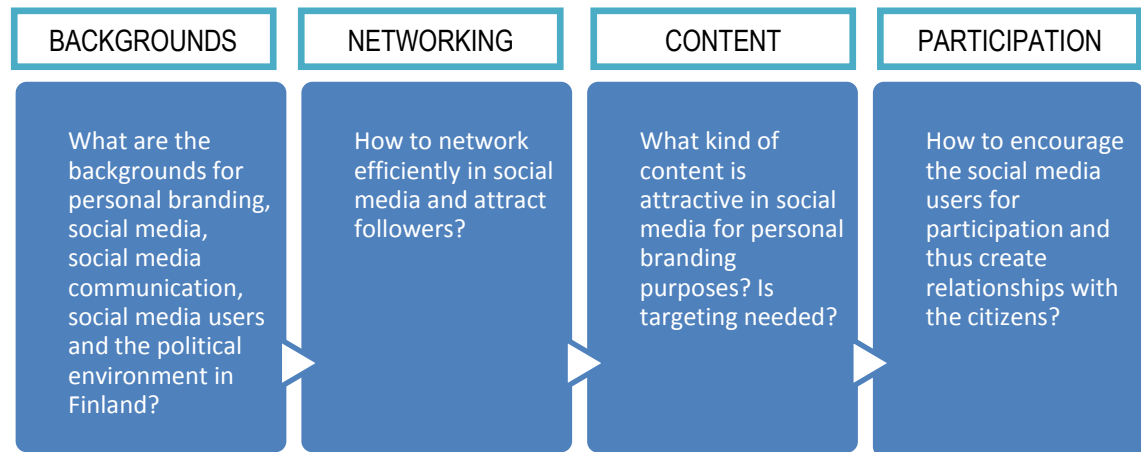 BACKGROUNDS
What are the
backgrounds for
personal branding,
social media,
social media
communication,
social media users
and the political
environment in
Finland?
NETWORKING
How to network
efficiently in social
media and attract
followers?
CONTENT
What kind of
content is
attractive in social
media for personal
branding
purposes? Is
targeting needed?
PARTICIPATION
How to encourage
the social media
users for
participation and
thus create
relationships with
the citizens?